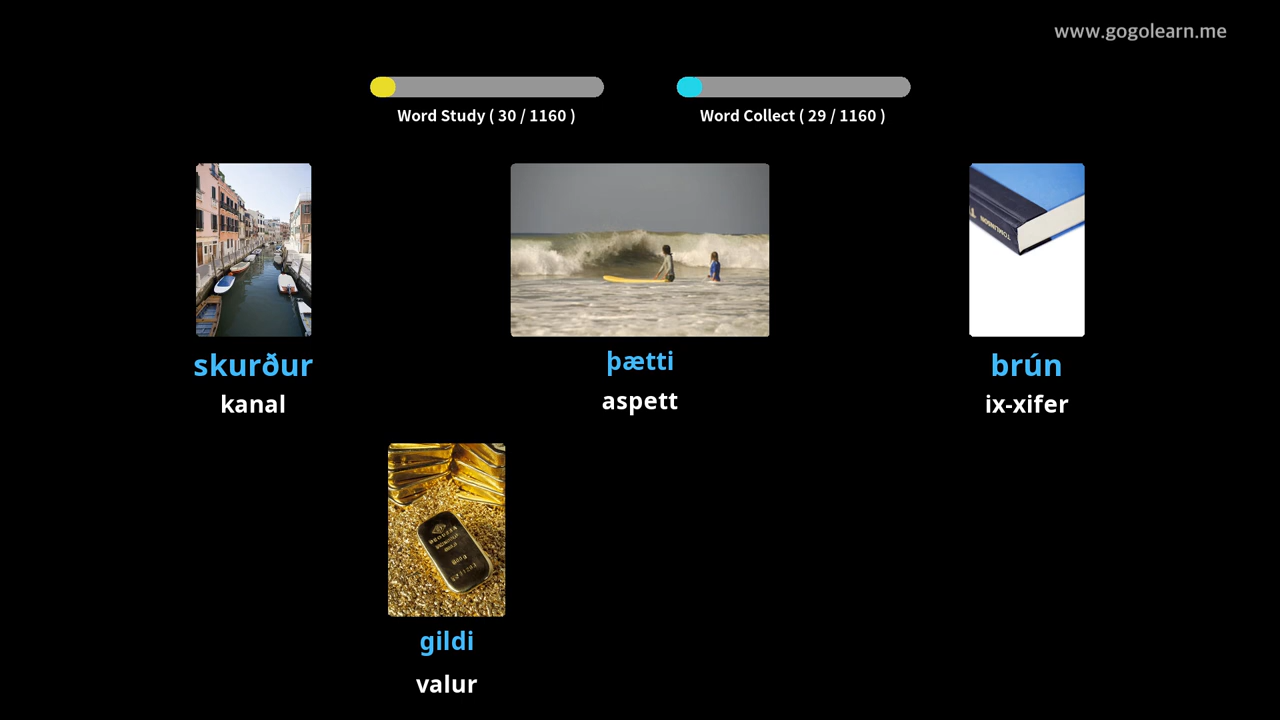 www.gogolearn.me
Word Study ( 30 / 1160 )
Word Collect ( 29 / 1160 )
TOMLINSON
skurður
þætti
brún
kanal
aspett
ix-xifer
gildi
valur